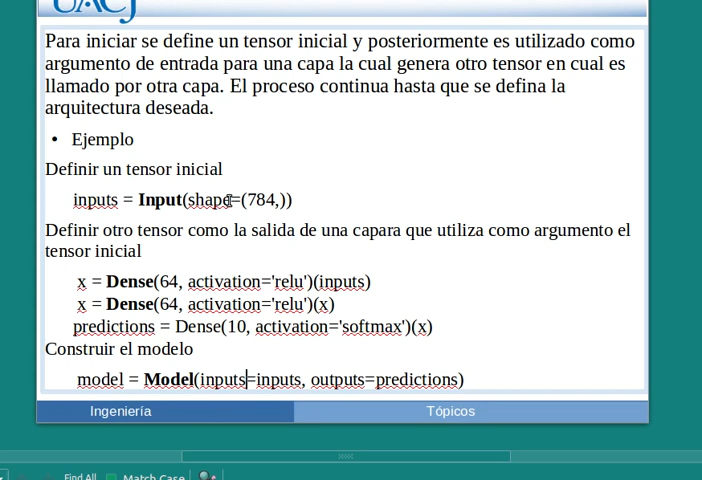 UACJ
Para iniciar se define un tensor inicial y posteriormente es utilizado como
argumento de entrada para una capa la cual genera otro tensor en cual es
llamado por otra capa. El proceso continua hasta que se defina la
arquitectura deseada.
• Ejemplo
Definir un tensor inicial
inputs = Input(shape=(784,))
Definir otro tensor como la salida de una capara que utiliza como argumento el
tensor inicial
x = Dense(64, activation='relu')(inputs)
x = Dense(64, activation='relu')(x)
predictions = Dense(10, activation='softmax')(x)
Construir el modelo
model = Model(inputs=inputs, outputs=predictions)
Ingeniería Tópicos
Find All Match Case